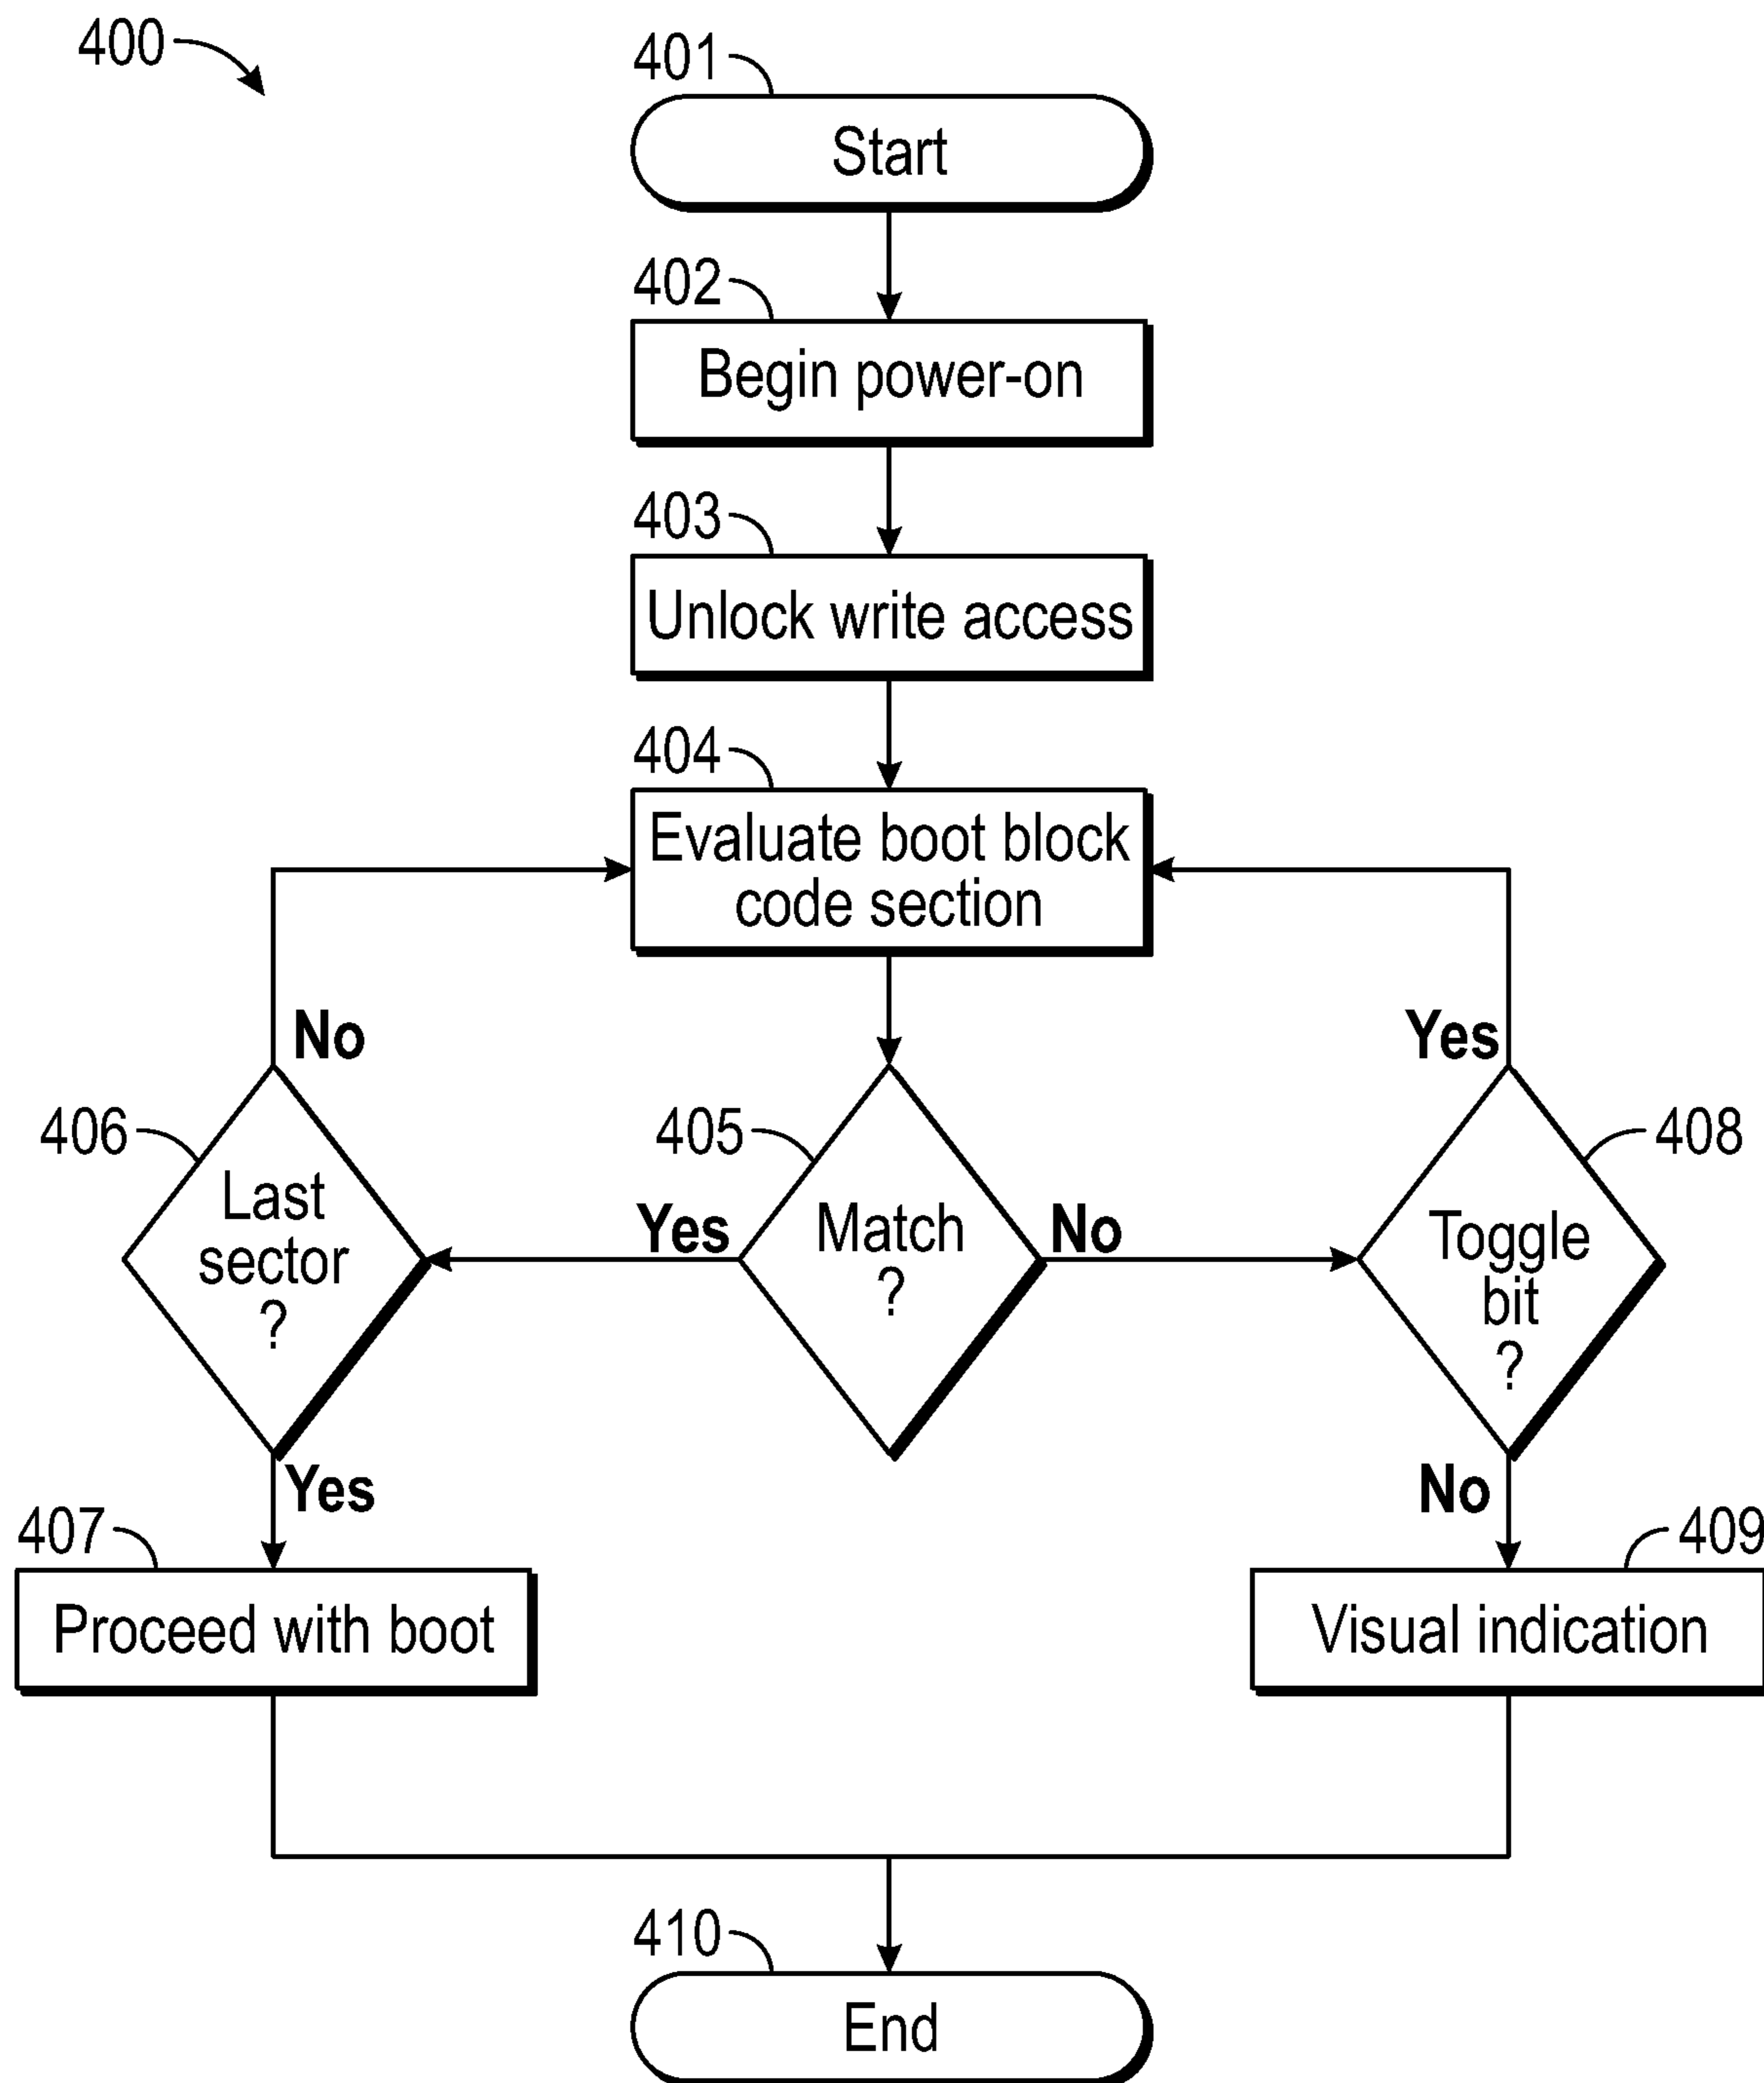 400
401
Start
402
Begin power-on
403
Unlock write access
404
Evaluate boot block
code section
No
Yes
406
405
408
Last
sector
?
Yes
Match
?
No
Toggle
bit
?
Yes
No
407
409
Proceed with boot
Visual indication
410
End